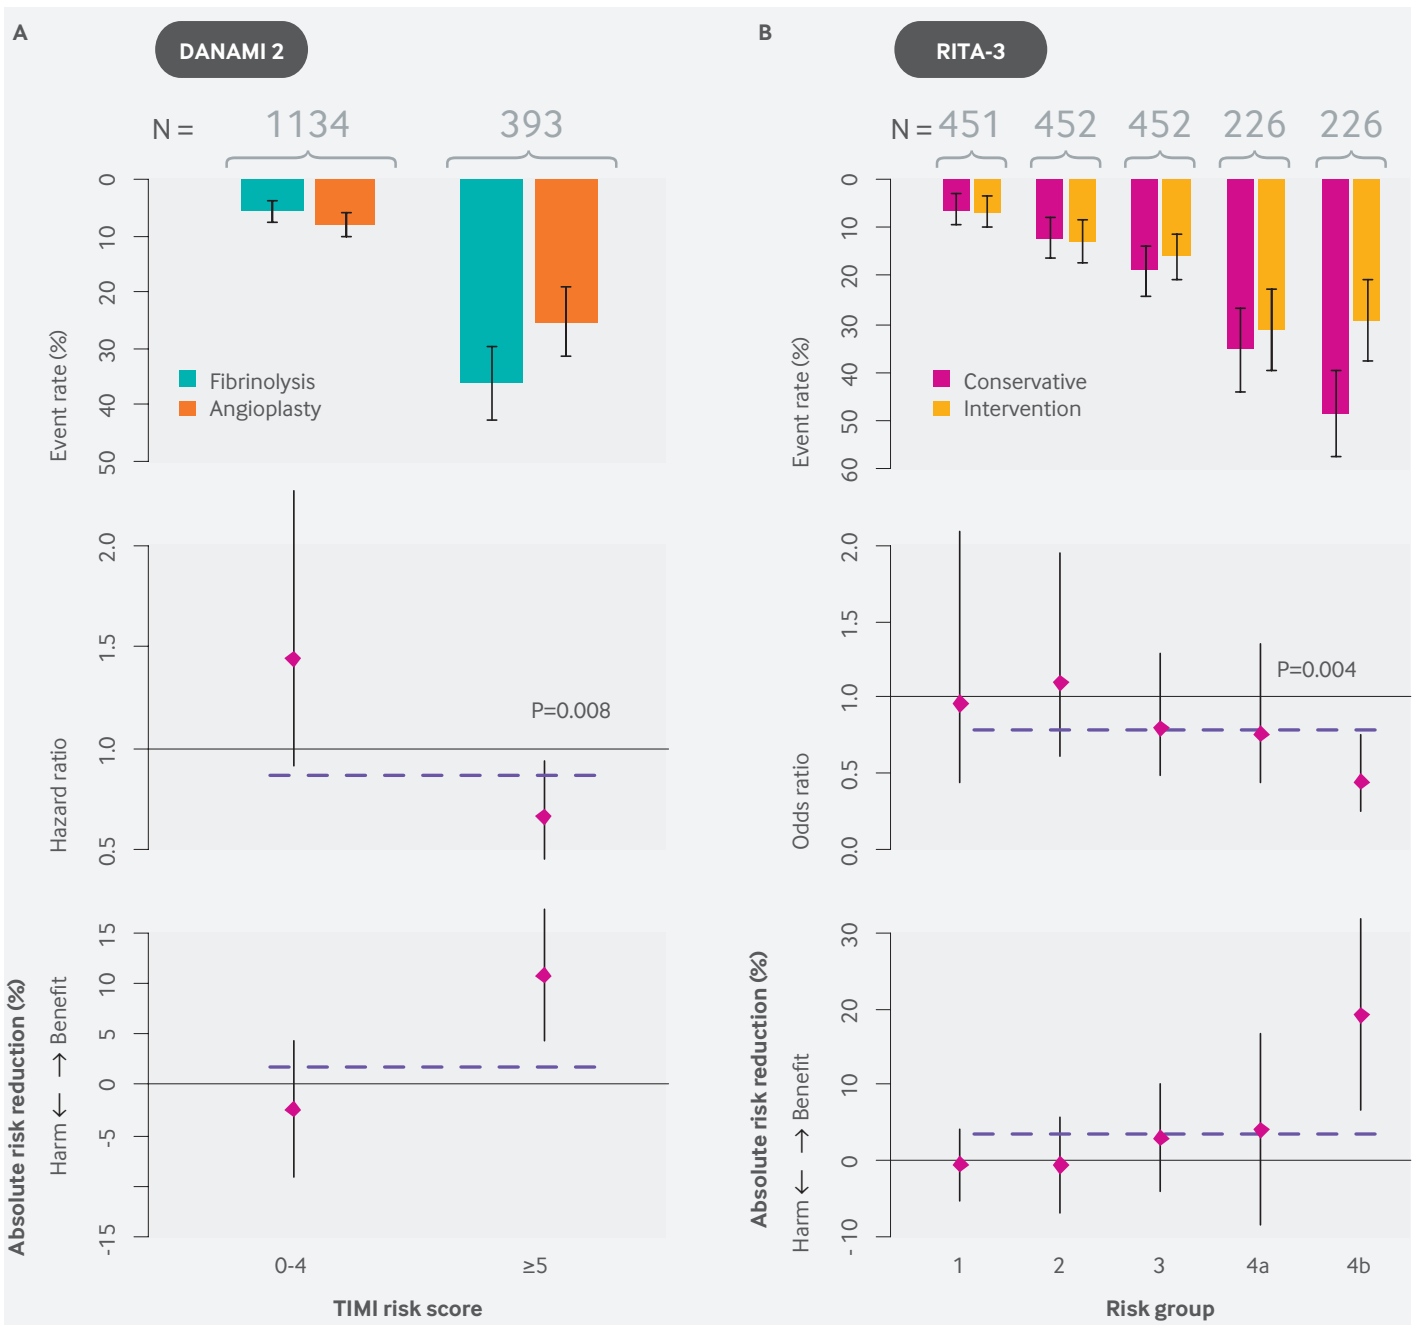 A
DANAMI 2
N = 1134 393
0
10
20
30
40
50
Event rate (%)
Fibrinolysis
Angioplasty
2.0
1.5
1.0
0.5
Hazard ratio
P=0.008
15
10
5
0
-5
-15
Absolute risk reduction (%)
Harm ← → Benefit
0-4 ≥5
TIMI risk score
B
RITA-3
N = 451 452 452 226 226
0
10
20
30
40
50
60
Event rate (%)
Conservative
Intervention
2.0
1.5
1.0
0.5
0.0
Odds ratio
P=0.004
30
20
10
0
-10
Absolute risk reduction (%)
Harm ← → Benefit
1 2 3 4a 4b
Risk group